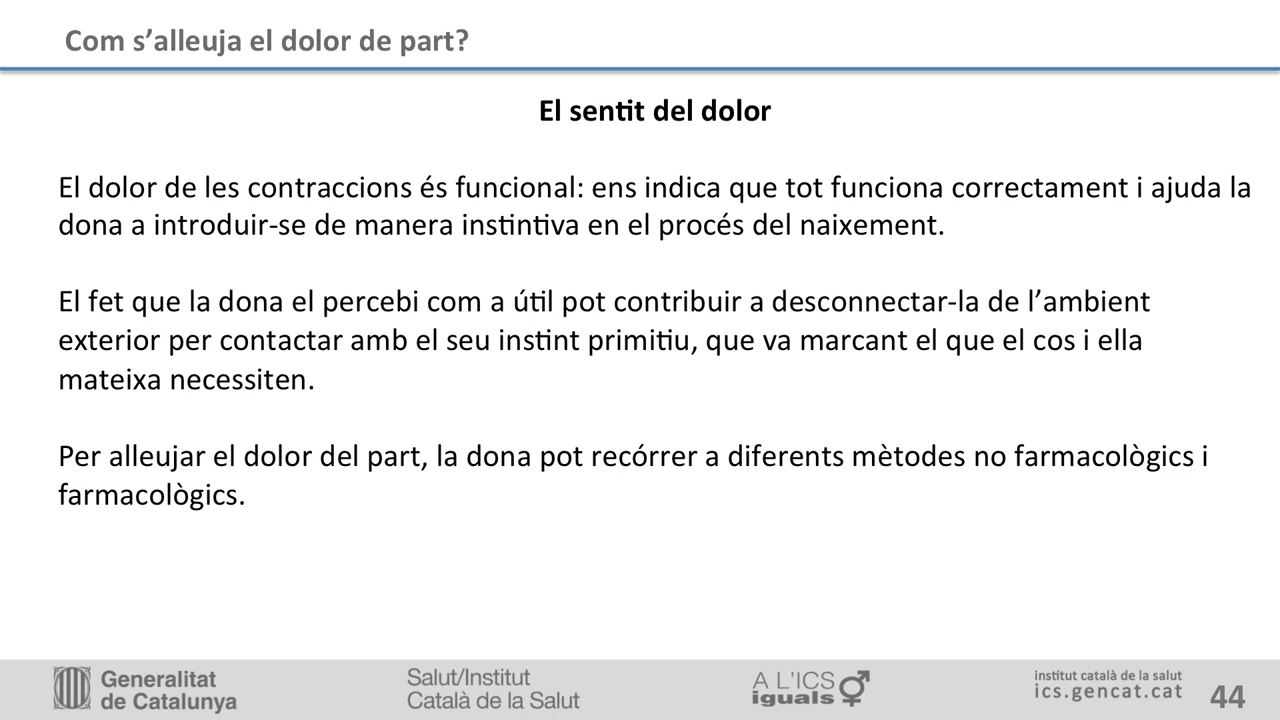 Com s’alleuja el dolor de part?
El sentit del dolor
El dolor de les contraccions és funcional: ens indica que tot funciona correctament i ajuda la
dona a introduir-se de manera instintiva en el procés del naixement.
El fet que la dona el percebi com a útil pot contribuir a desconnectar-la de l’ambient
exterior per contactar amb el seu instint primitiu, que va marcant el que el cos i ella
mateixa necessiten.
Per alleujar el dolor del part, la dona pot recórrer a diferents mètodes no farmacològics i
farmacològics.
Generalitat
de Catalunya
Salut/Institut
Català de la Salut
A L'ICS
iguals
institut català de la salut
ics.gencat.cat
44